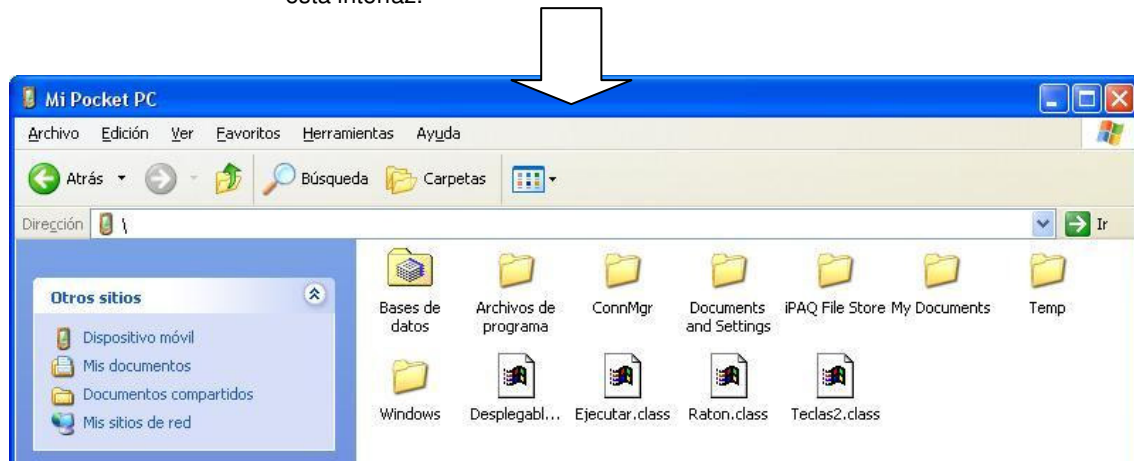 esta interfaz.
Mi Pocket PC
Archivo Edición Ver Favoritos Herramientas Ayuda
Atrás Búsqueda Carpetas
Dirección \ Ir
Otros sitios
Dispositivo móvil
Mis documentos
Documentos compartidos
Mis sitios de red
Bases de datos
Archivos de programa
ConnMgr
Documents and Settings
iPAQ File Store
My Documents
Temp
Windows
Desplegabl...
Ejecutar.class
Raton.class
Teclas2.class